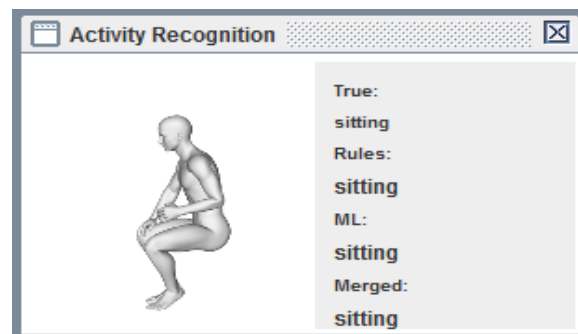 Activity Recognition
True:
sitting
Rules:
sitting
ML:
sitting
Merged:
sitting